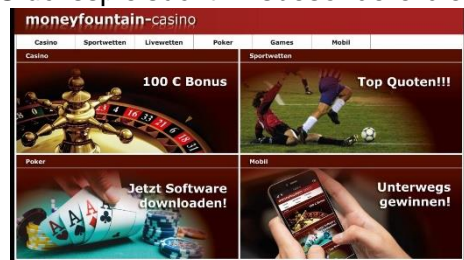 moneyfountain-casino
Casino Sportwetten Livewetten Poker Games Mobil
Casino
100 € Bonus
Sportwetten
Top Quoten!!!
Poker
Jetzt Software
downloaden!
Mobil
Unterwegs
gewinnen!